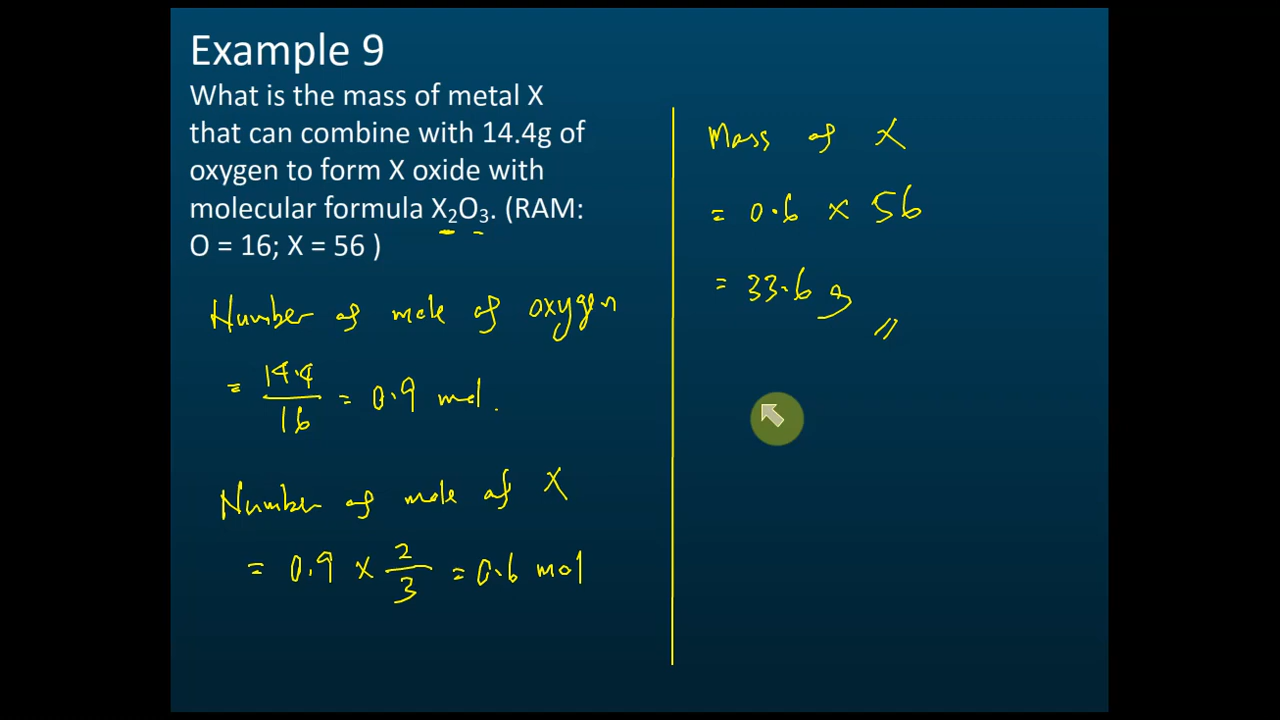 Example 9
What is the mass of metal X
that can combine with 14.4g of
oxygen to form X oxide with
molecular formula X₂O₃. (RAM:
O = 16; X = 56 )
Number of mole of oxygen
= 14.4/16 = 0.9 mol.
Number of mole of X
= 0.9 × 2/3 = 0.6 mol
Mass of X
= 0.6 × 56
= 33.6 g //